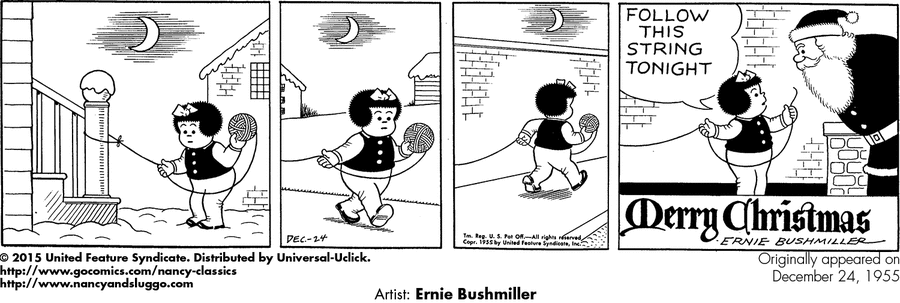 DEC.-24
Tm. Reg. U. S. Pat Off.—All rights reserved
Copr. 1955 by United Feature Syndicate, Inc.
FOLLOW
THIS
STRING
TONIGHT
Merry Christmas
-ERNIE BUSHMILLER-
© 2015 United Feature Syndicate. Distributed by Universal-Uclick.
http://www.gocomics.com/nancy-classics
http://www.nancyandsluggo.com
Originally appeared on
December 24, 1955
Artist: Ernie Bushmiller